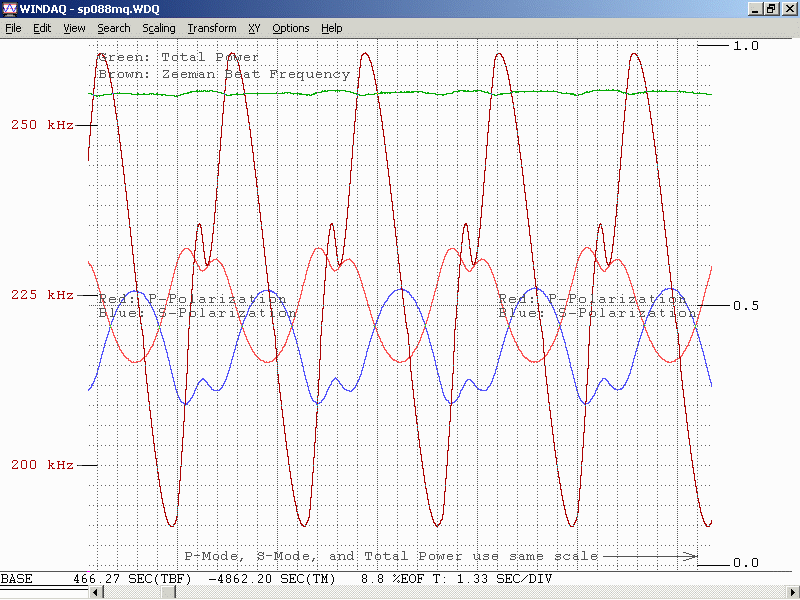 WINDAQ - sp088mq.WDQ
File Edit View Search Scaling Transform XY Options Help
1.0
Green: Total Power
Brown: Zeeman Beat Frequency
250 kHz
225 kHz
Red: P-Polarization
Red: P-Polarization
0.5
Blue: S-Polarization
Blue: S-Polarization
200 kHz
P-Mode, S-Mode, and Total Power use same scale
0.0
BASE 466.27 SEC(TBF) -4862.20 SEC(TM) 8.8 %EOF T: 1.33 SEC/DIV